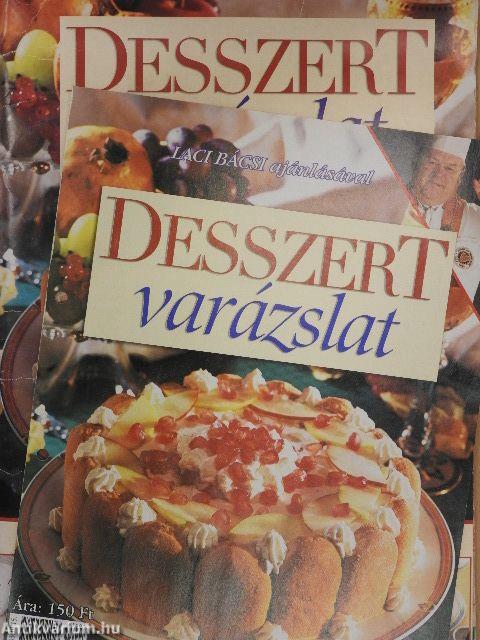 DESSZERT
LACI BÁCSI ajánlásával
DESSZERT
varázslat
Ára: 150 Ft
Antikvarium.hu